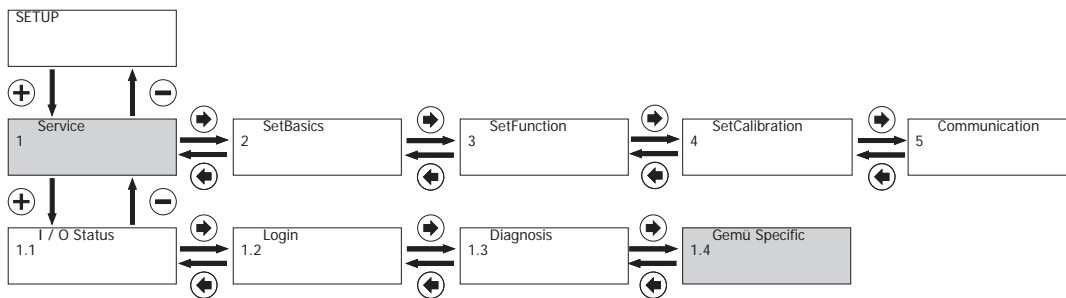 SETUP
Service
1
SetBasics
2
SetFunction
3
SetCalibration
4
Communication
5
I / O Status
1.1
Login
1.2
Diagnosis
1.3
Gemü Specific
1.4